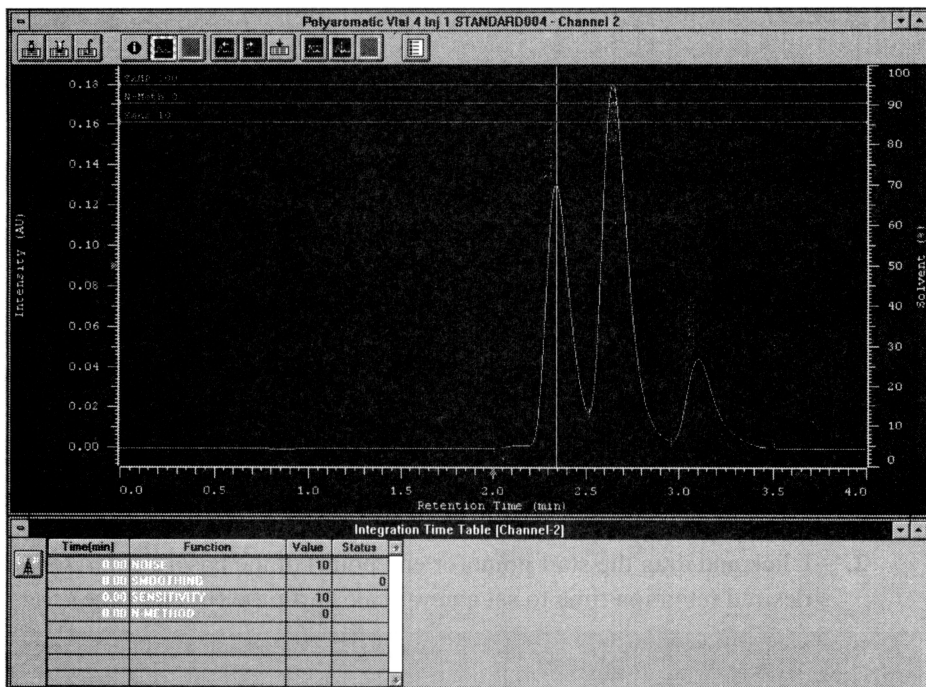 Polyaromatic Vial 4 Inj 1 STANDARD004 - Channel 2
N-Meth 0
Sens 10
0.18
0.16
0.14
0.12
0.10
0.08
0.06
0.04
0.02
0.00
Intensity (AU)
100
90
80
70
60
50
40
30
20
10
0
Solvent (%)
0.0 0.5 1.0 1.5 2.0 2.5 3.0 3.5 4.0
Retention Time (min)
Integration Time Table [Channel-2]
Time(min) Function Value Status
0.00 NOISE 10
0.00 SMOOTHING 0
0.00 SENSITIVITY 10
0.00 N-METHOD 0